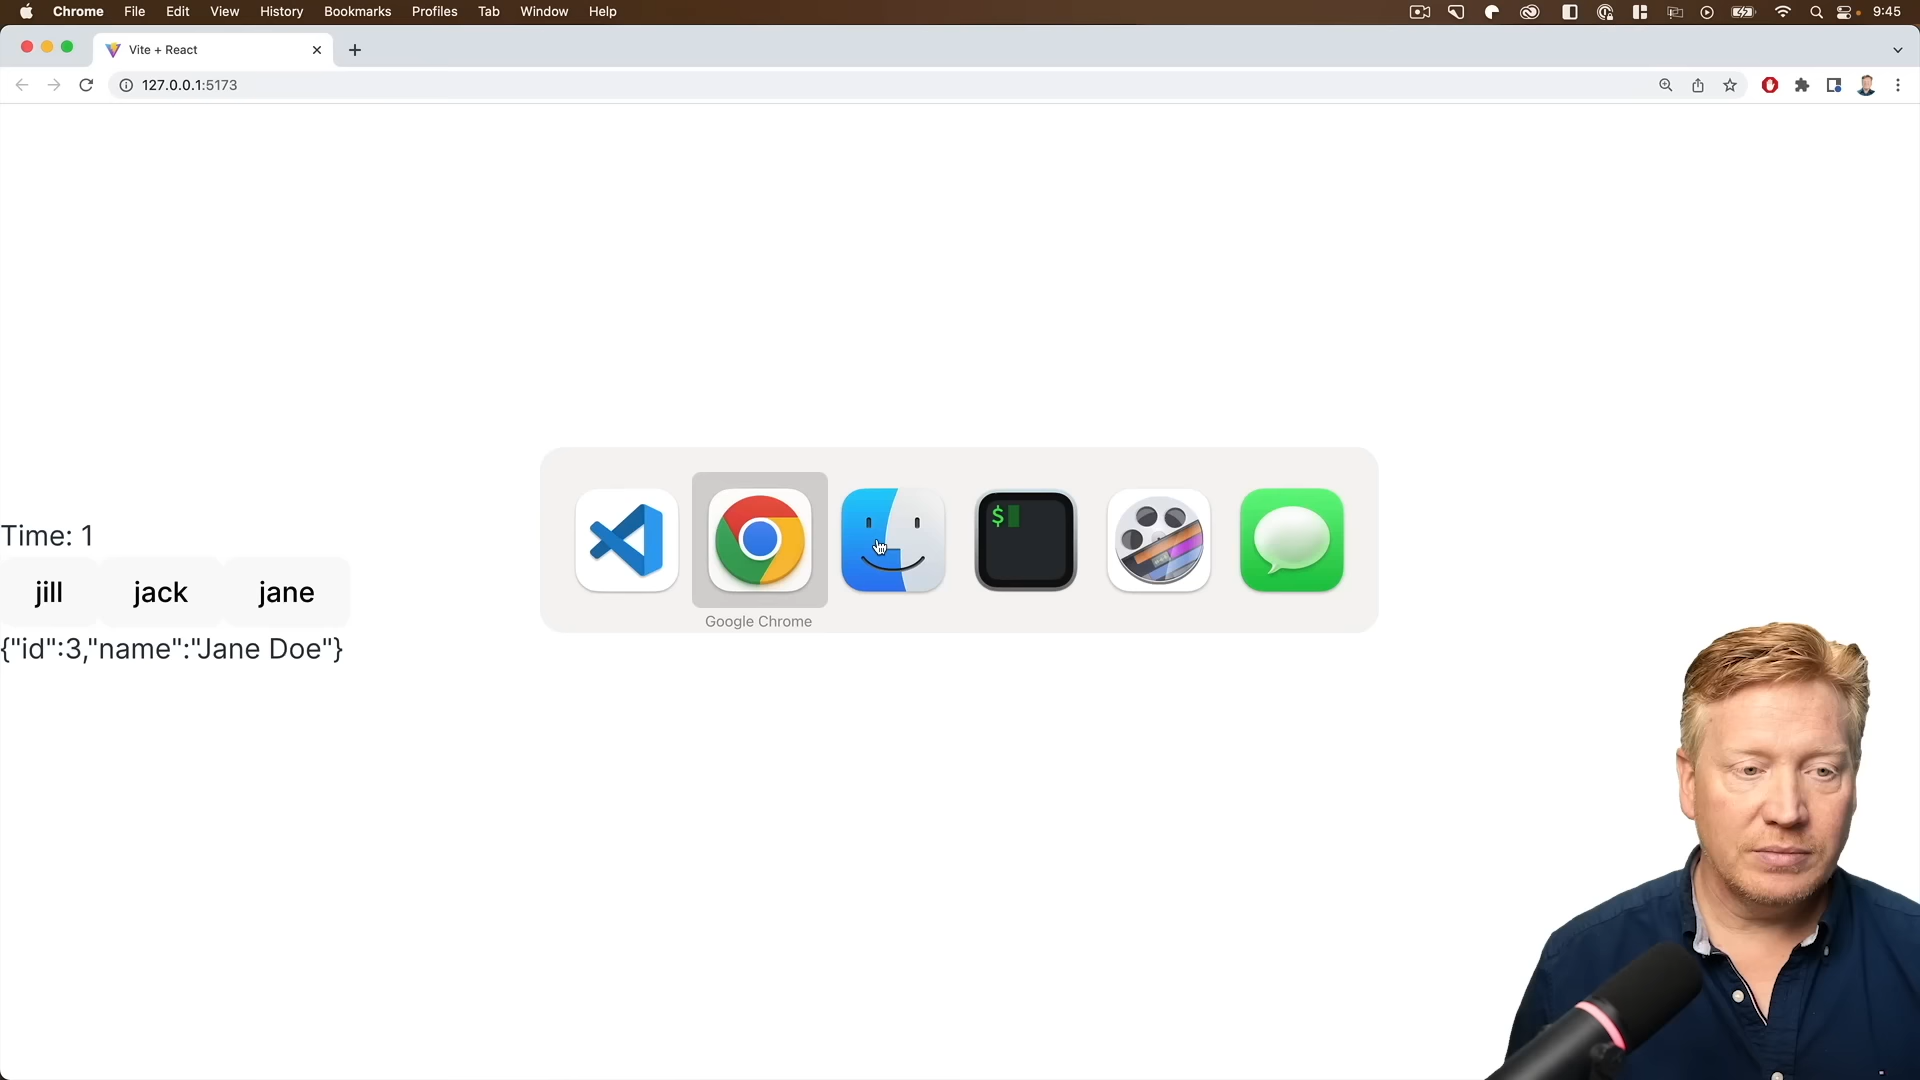 Chrome File Edit View History Bookmarks Profiles Tab Window Help 9:45
Vite + React
127.0.0.1:5173
$
Google Chrome
Time: 1
jill jack jane
{"id":3,"name":"Jane Doe"}